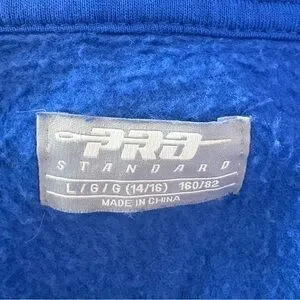 PRO
STANDARD
L/G/G (14/16) 160/82
MADE IN CHINA